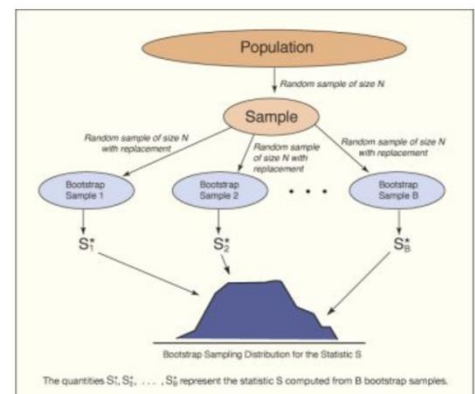 Population
Random sample of size N
Sample
Random sample of size N
with replacement
Random sample
of size N with
replacement
Random sample of size N
with replacement
Bootstrap
Sample 1
Bootstrap
Sample 2
• • •
Bootstrap
Sample B
S*1
S*2
S*B
Bootstrap Sampling Distribution for the Statistic S
The quantities S*1, S*2, . . . , S*B represent the statistic S computed from B bootstrap samples.